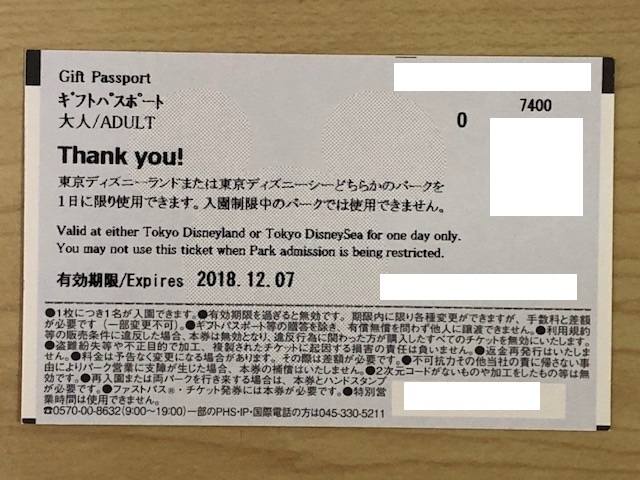 Gift Passport
ギフトパスポート
大人/ADULT
0
7400
Thank you!
東京ディズニーランドまたは東京ディズニーシーどちらかのパークを
1日に限り使用できます。入園制限中のパークでは使用できません。
Valid at either Tokyo Disneyland or Tokyo DisneySea for one day only.
You may not use this ticket when Park admission is being restricted.
有効期限/Expires 2018.12.07
●1枚につき1名が入園できます。●有効期限を過ぎると無効です。期限内に限り各種変更ができますが、手数料と差額
が必要です（一部変更不可）。●ギフトパスポート等の贈答を除き、有償無償を問わず他人に譲渡できません。●利用規約
等の販売条件に違反した場合、本券は無効となり、違反行為に関わった方が購入したすべてのチケットを無効にいたします。
●盗難紛失等や不正目的での加工、複製されたチケットに起因する損害の責任は負いません。●返金再発行はいたしま
せん。●料金は予告なく変更になる場合があります。その際は差額が必要です。●不可抗力その他当社の責に帰さない事
由によりパーク営業に支障が生じた場合、本券の補償はいたしません。●2次元コードがないものや加工をしたもの等は無
効です。●再入園または両パークを行き来する場合は、本券とハンドスタンプ
が必要です。●ファストパス®・チケット発券には本券が必要です。●特別営
業時間は使用できません。
☎0570-00-8632(9:00～19:00)一部のPHS・IP・国際電話の方は045-330-5211